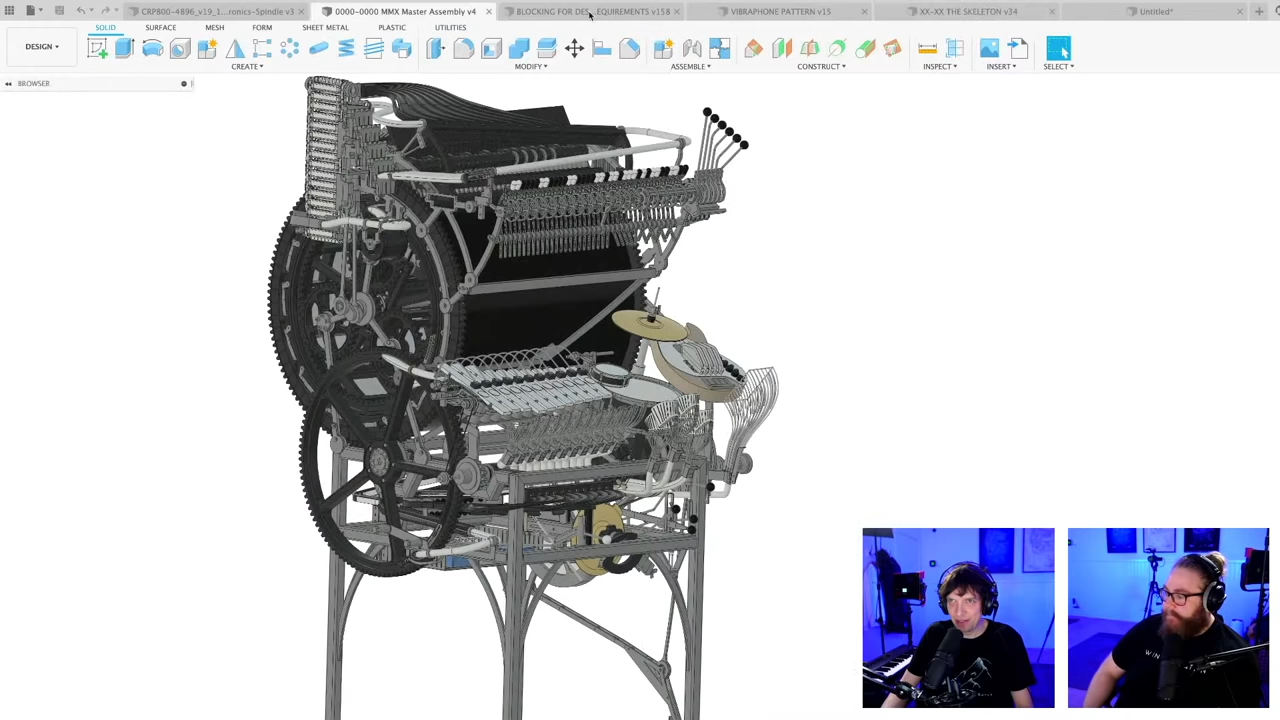 CRP800-4896_v19_1...ronics-Spindle v3
0000-0000 MMX Master Assembly v4
BLOCKING FOR DES...EQUIREMENTS v158
VIBRAPHONE PATTERN v15
XX-XX THE SKELETON v34
Untitled*
SOLID
SURFACE
MESH
FORM
SHEET METAL
PLASTIC
UTILITIES
DESIGN
CREATE
MODIFY
ASSEMBLE
CONSTRUCT
INSPECT
INSERT
SELECT
BROWSER
WIN